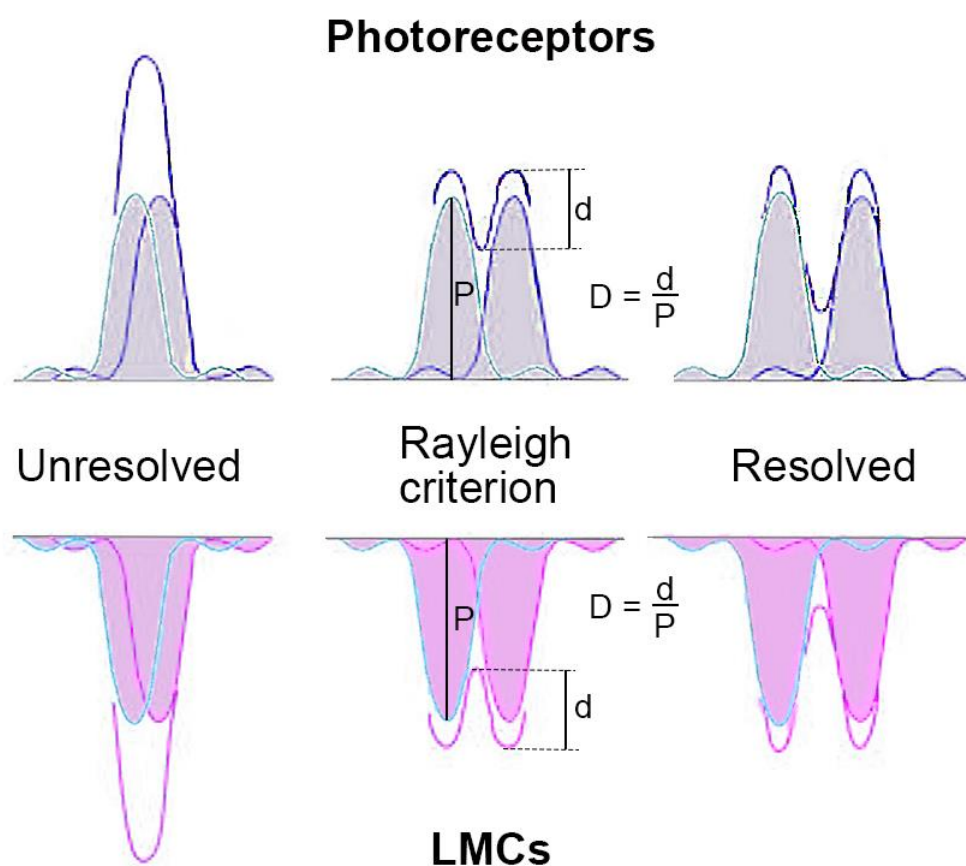 Photoreceptors
d
P
D = d/P
Unresolved
Rayleigh
criterion
Resolved
P
D = d/P
d
LMCs